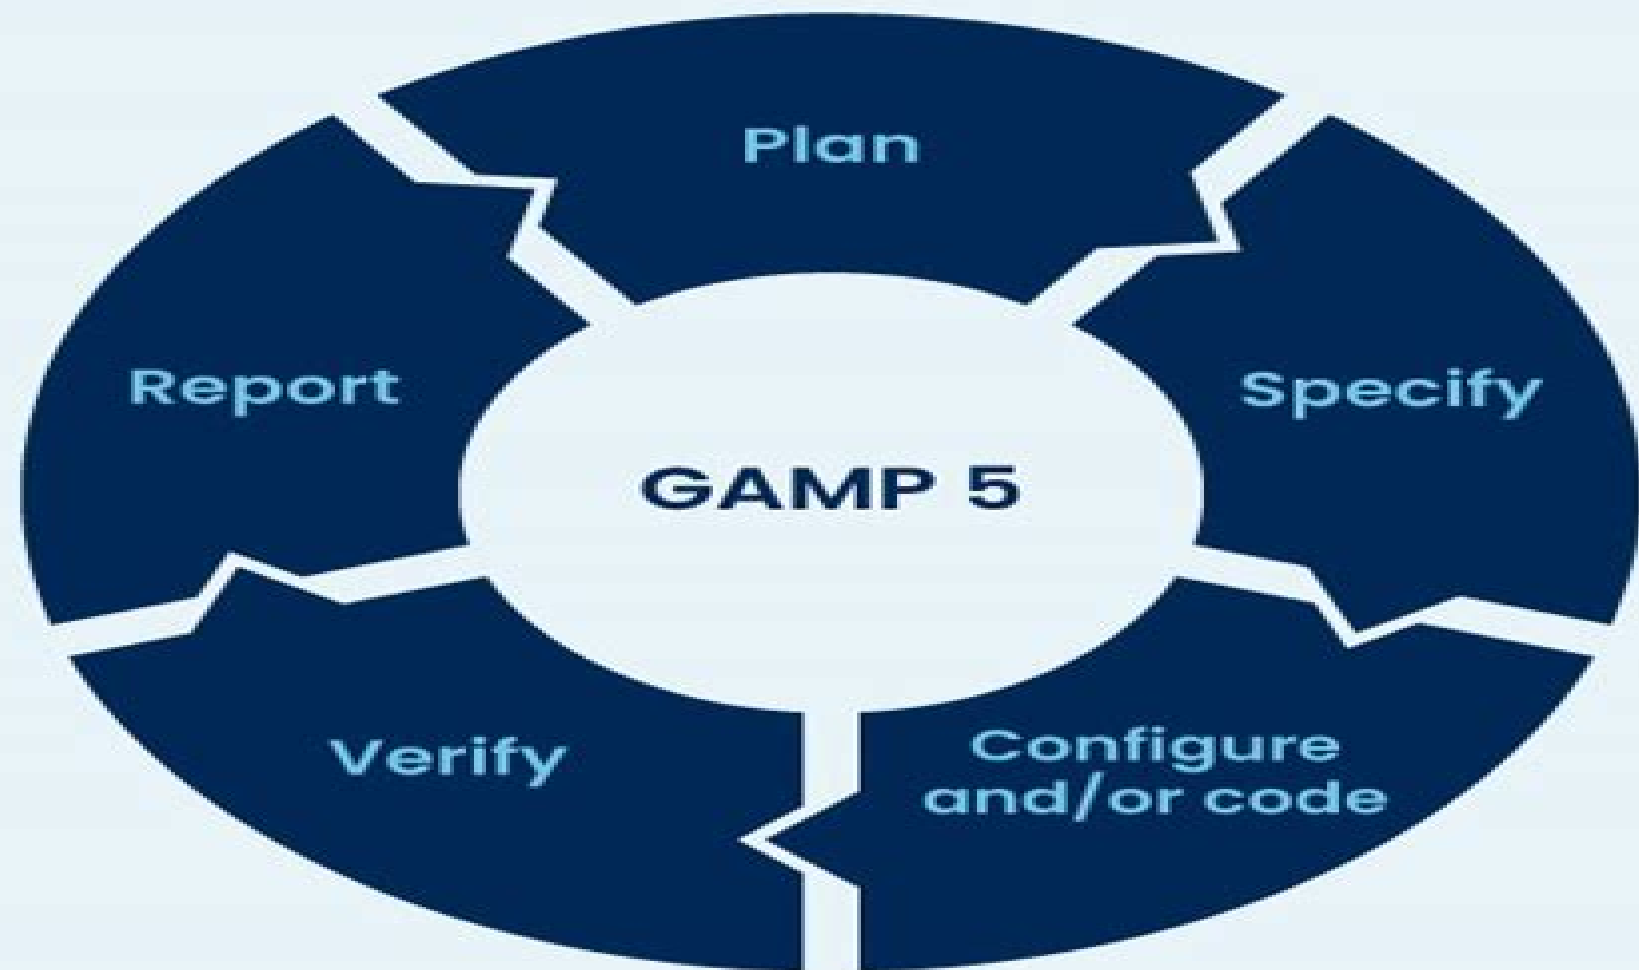 Plan
Specify
Configure
and/or code
Verify
Report
GAMP 5